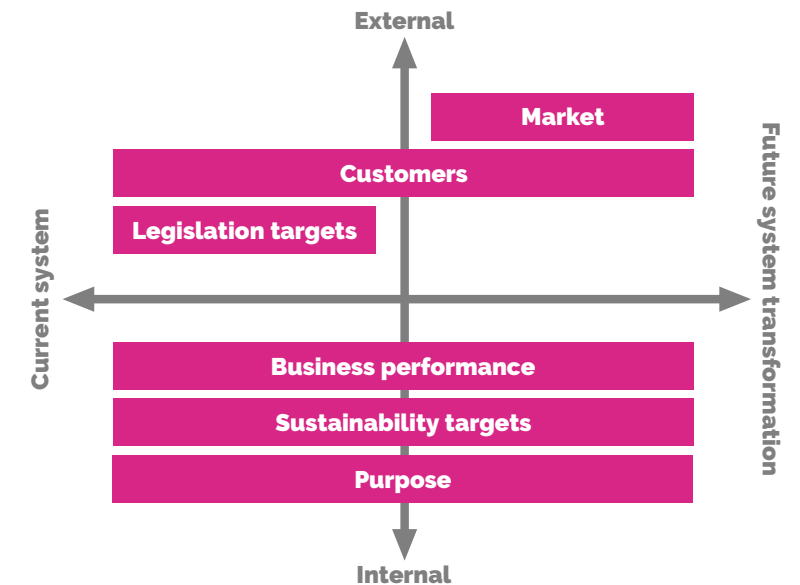 External
Market
Customers
Legislation targets
Current system
Future system transformation
Business performance
Sustainability targets
Purpose
Internal